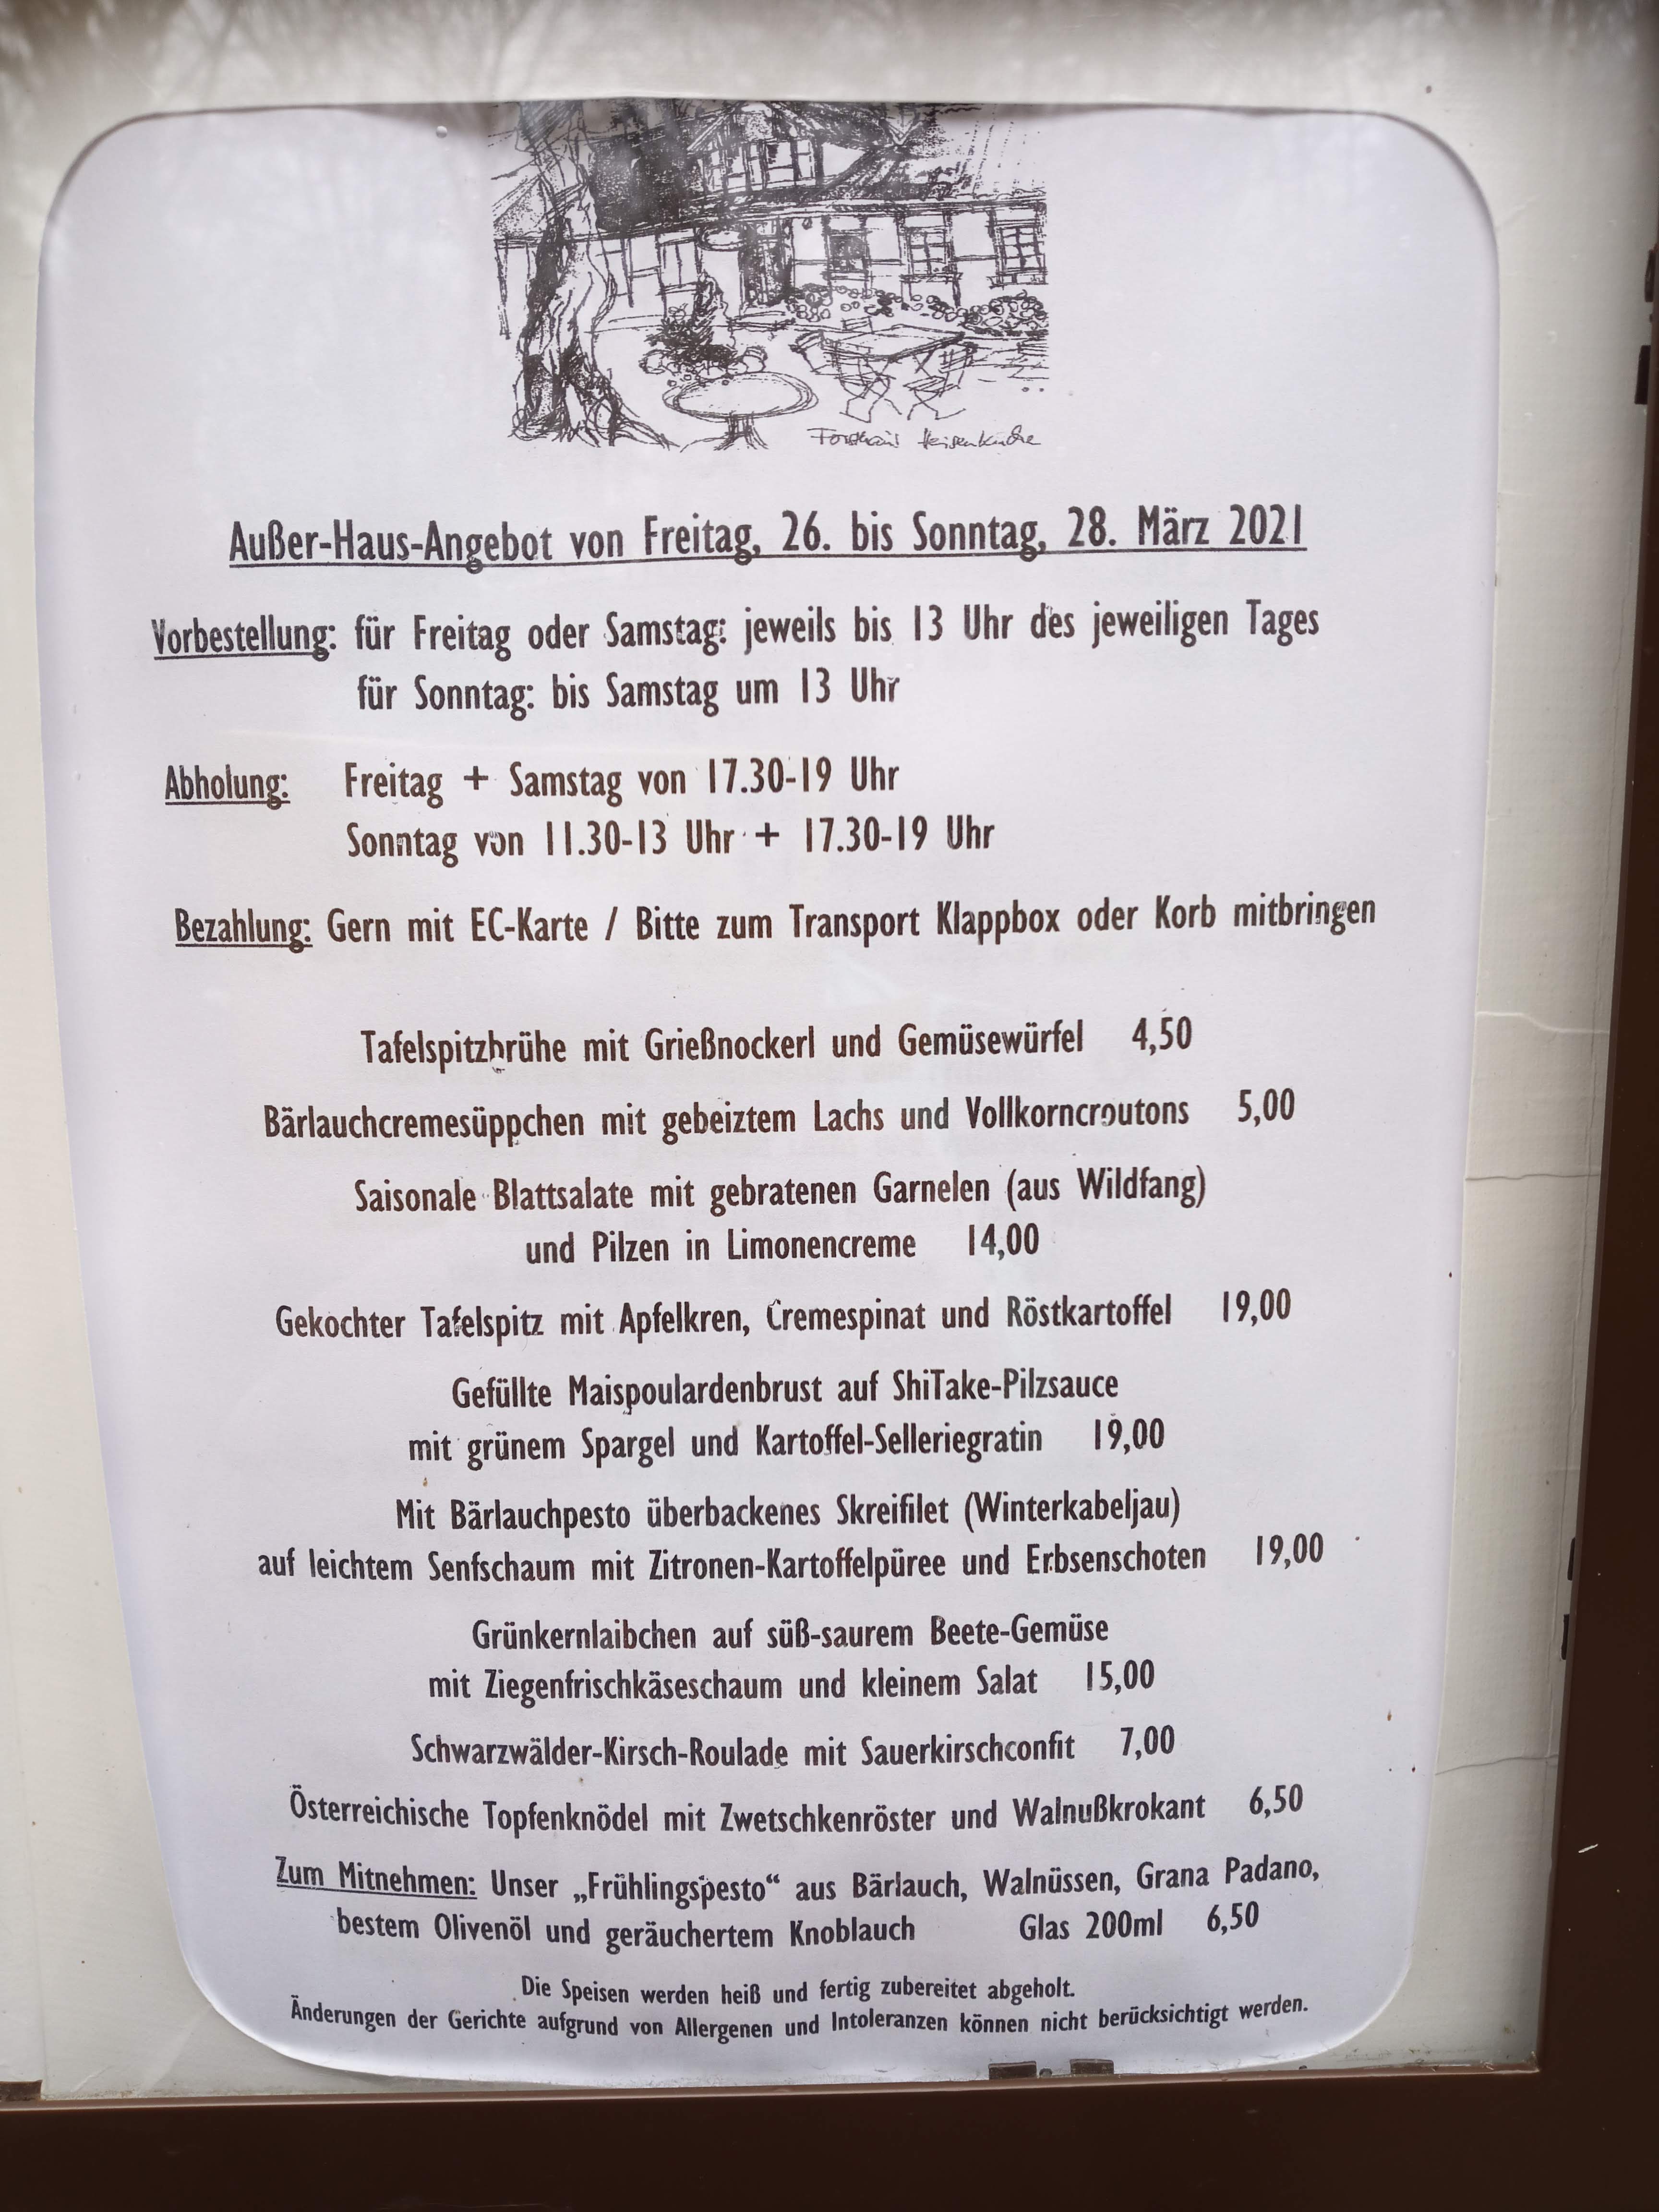 Forsthaus Heisenküche
Außer-Haus-Angebot von Freitag, 26. bis Sonntag, 28. März 2021
Vorbestellung: für Freitag oder Samstag: jeweils bis 13 Uhr des jeweiligen Tages
für Sonntag: bis Samstag um 13 Uhr
Abholung: Freitag + Samstag von 17.30-19 Uhr
Sonntag von 11.30-13 Uhr + 17.30-19 Uhr
Bezahlung: Gern mit EC-Karte / Bitte zum Transport Klappbox oder Korb mitbringen
Tafelspitzbrühe mit Grießnockerl und Gemüsewürfel 4,50
Bärlauchcremesüppchen mit gebeiztem Lachs und Vollkorncroutons 5,00
Saisonale Blattsalate mit gebratenen Garnelen (aus Wildfang)
und Pilzen in Limonencreme 14,00
Gekochter Tafelspitz mit Apfelkren, Cremespinat und Röstkartoffel 19,00
Gefüllte Maispoulardenbrust auf ShiTake-Pilzsauce
mit grünem Spargel und Kartoffel-Selleriegratin 19,00
Mit Bärlauchpesto überbackenes Skreifilet (Winterkabeljau)
auf leichtem Senfschaum mit Zitronen-Kartoffelpüree und Erbsenschoten 19,00
Grünkernlaibchen auf süß-saurem Beete-Gemüse
mit Ziegenfrischkäseschaum und kleinem Salat 15,00
Schwarzwälder-Kirsch-Roulade mit Sauerkirschconfit 7,00
Österreichische Topfenknödel mit Zwetschkenröster und Walnußkrokant 6,50
Zum Mitnehmen: Unser „Frühlingspesto“ aus Bärlauch, Walnüssen, Grana Padano,
bestem Olivenöl und geräuchertem Knoblauch Glas 200ml 6,50
Die Speisen werden heiß und fertig zubereitet abgeholt.
Änderungen der Gerichte aufgrund von Allergenen und Intoleranzen können nicht berücksichtigt werden.